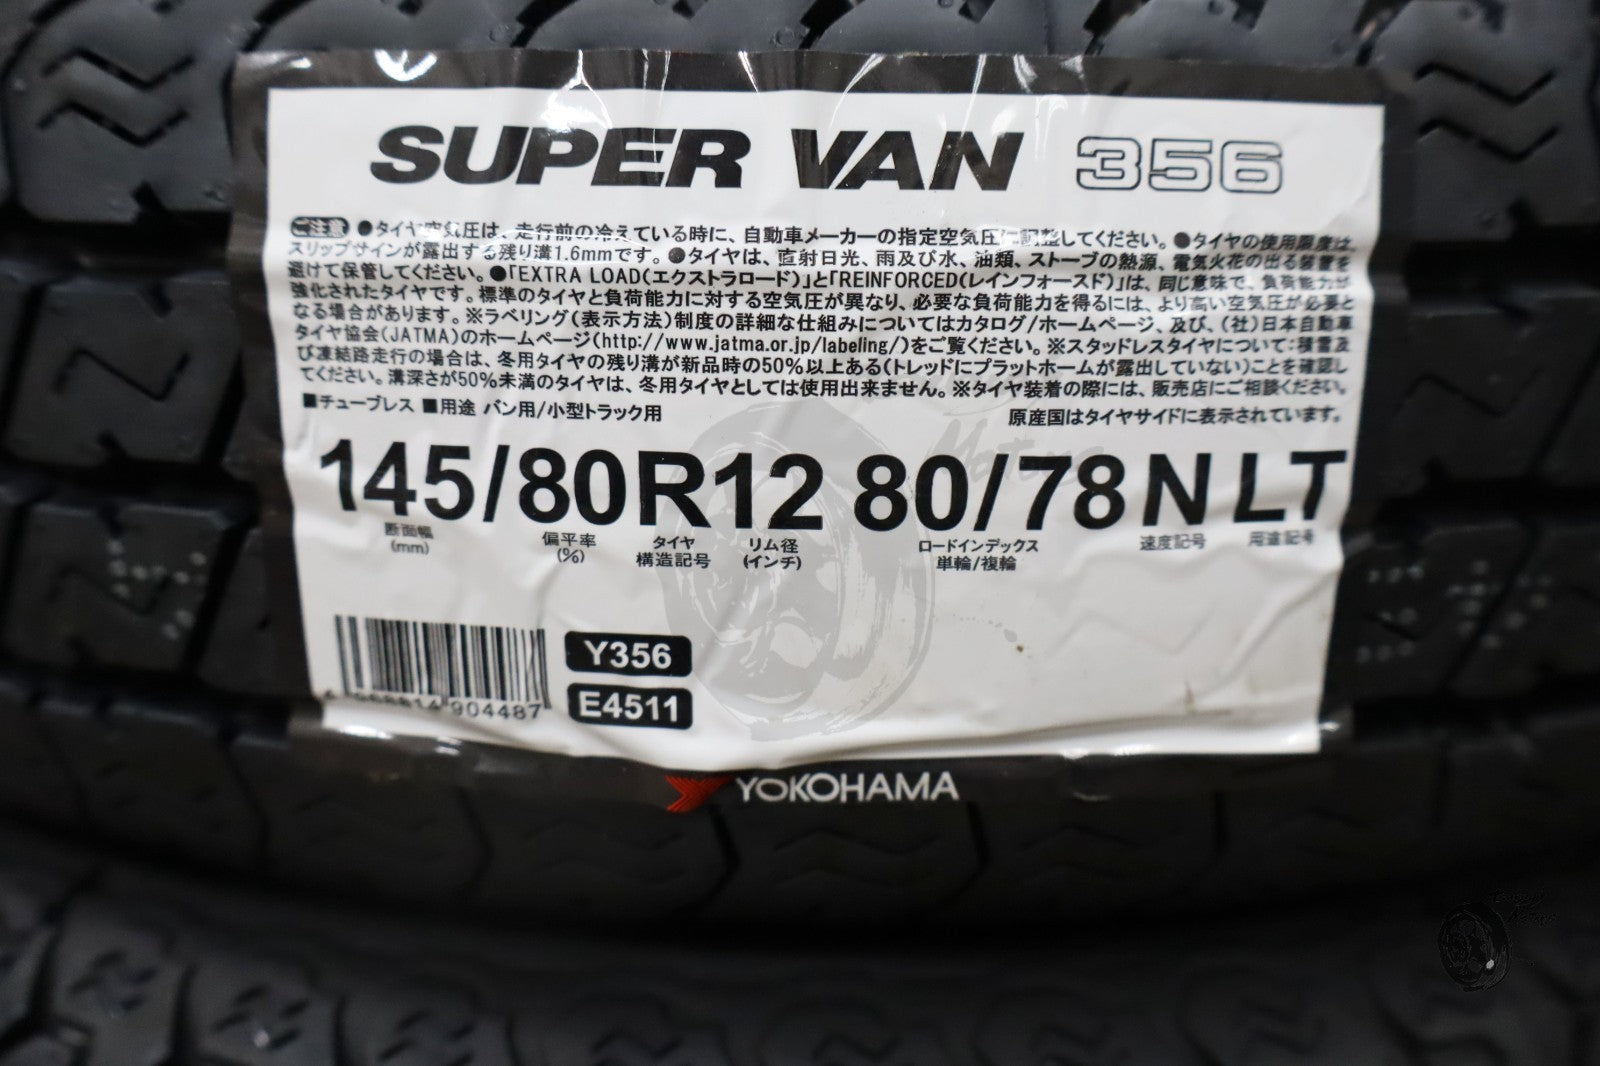 SUPER VAN 356
ご注意 ●タイヤ空気圧は、走行前の冷えている時に、自動車メーカーの指定空気圧に調整してください。●タイヤの使用限度は、
スリップサインが露出する残り溝1.6mmです。●タイヤは、直射日光、雨及び水、油類、ストーブの熱源、電気火花の出る装置を
避けて保管してください。●「EXTRA LOAD(エクストラロード)」と「REINFORCED(レインフォースド)」は、同じ意味で、負荷能力が
強化されたタイヤです。標準のタイヤと負荷能力に対する空気圧が異なり、必要な負荷能力を得るには、より高い空気圧が必要と
なる場合があります。※ラベリング(表示方法)制度の詳細な仕組みについてはカタログ/ホームページ、及び、(社)日本自動車
タイヤ協会(JATMA)のホームページ(http://www.jatma.or.jp/labeling/)をご覧ください。※スタッドレスタイヤについて:積雪及
び凍結路走行の場合は、冬用タイヤの残り溝が新品時の50%以上ある(トレッドにプラットホームが露出していない)ことを確認し
てください。溝深さが50%未満のタイヤは、冬用タイヤとしては使用出来ません。※タイヤ装着の際には、販売店にご相談ください。
■チューブレス ■用途 バン用/小型トラック用 原産国はタイヤサイドに表示されています。
145/80R12 80/78N LT
断面幅 偏平率 タイヤ リム径 ロードインデックス 速度記号 用途記号
(mm) (%) 構造記号 (インチ) 単輪/複輪
Y356
E4511
904487
YOKOHAMA